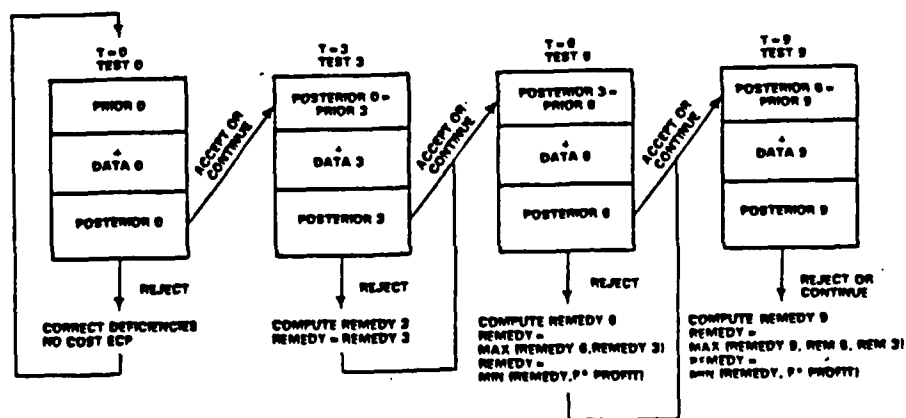 T = 0
TEST 0
PRIOR 0
+
DATA 0
POSTERIOR 0
REJECT
CORRECT DEFICIENCIES
NO COST ECP
ACCEPT OR
CONTINUE
T = 3
TEST 3
POSTERIOR 0 =
PRIOR 3
+
DATA 3
POSTERIOR 3
REJECT
COMPUTE REMEDY 3
REMEDY = REMEDY 3
ACCEPT OR
CONTINUE
T = 6
TEST 6
POSTERIOR 3 =
PRIOR 6
+
DATA 6
POSTERIOR 6
REJECT
COMPUTE REMEDY 6
REMEDY =
MAX (REMEDY 6, REMEDY 3)
REMEDY =
MIN (REMEDY, P* PROFIT)
ACCEPT OR
CONTINUE
T = 9
TEST 9
POSTERIOR 6 =
PRIOR 9
+
DATA 9
POSTERIOR 9
REJECT OR
CONTINUE
COMPUTE REMEDY 9
REMEDY =
MAX (REMEDY 9, REM 6, REM 3)
REMEDY =
MIN (REMEDY, P* PROFIT)